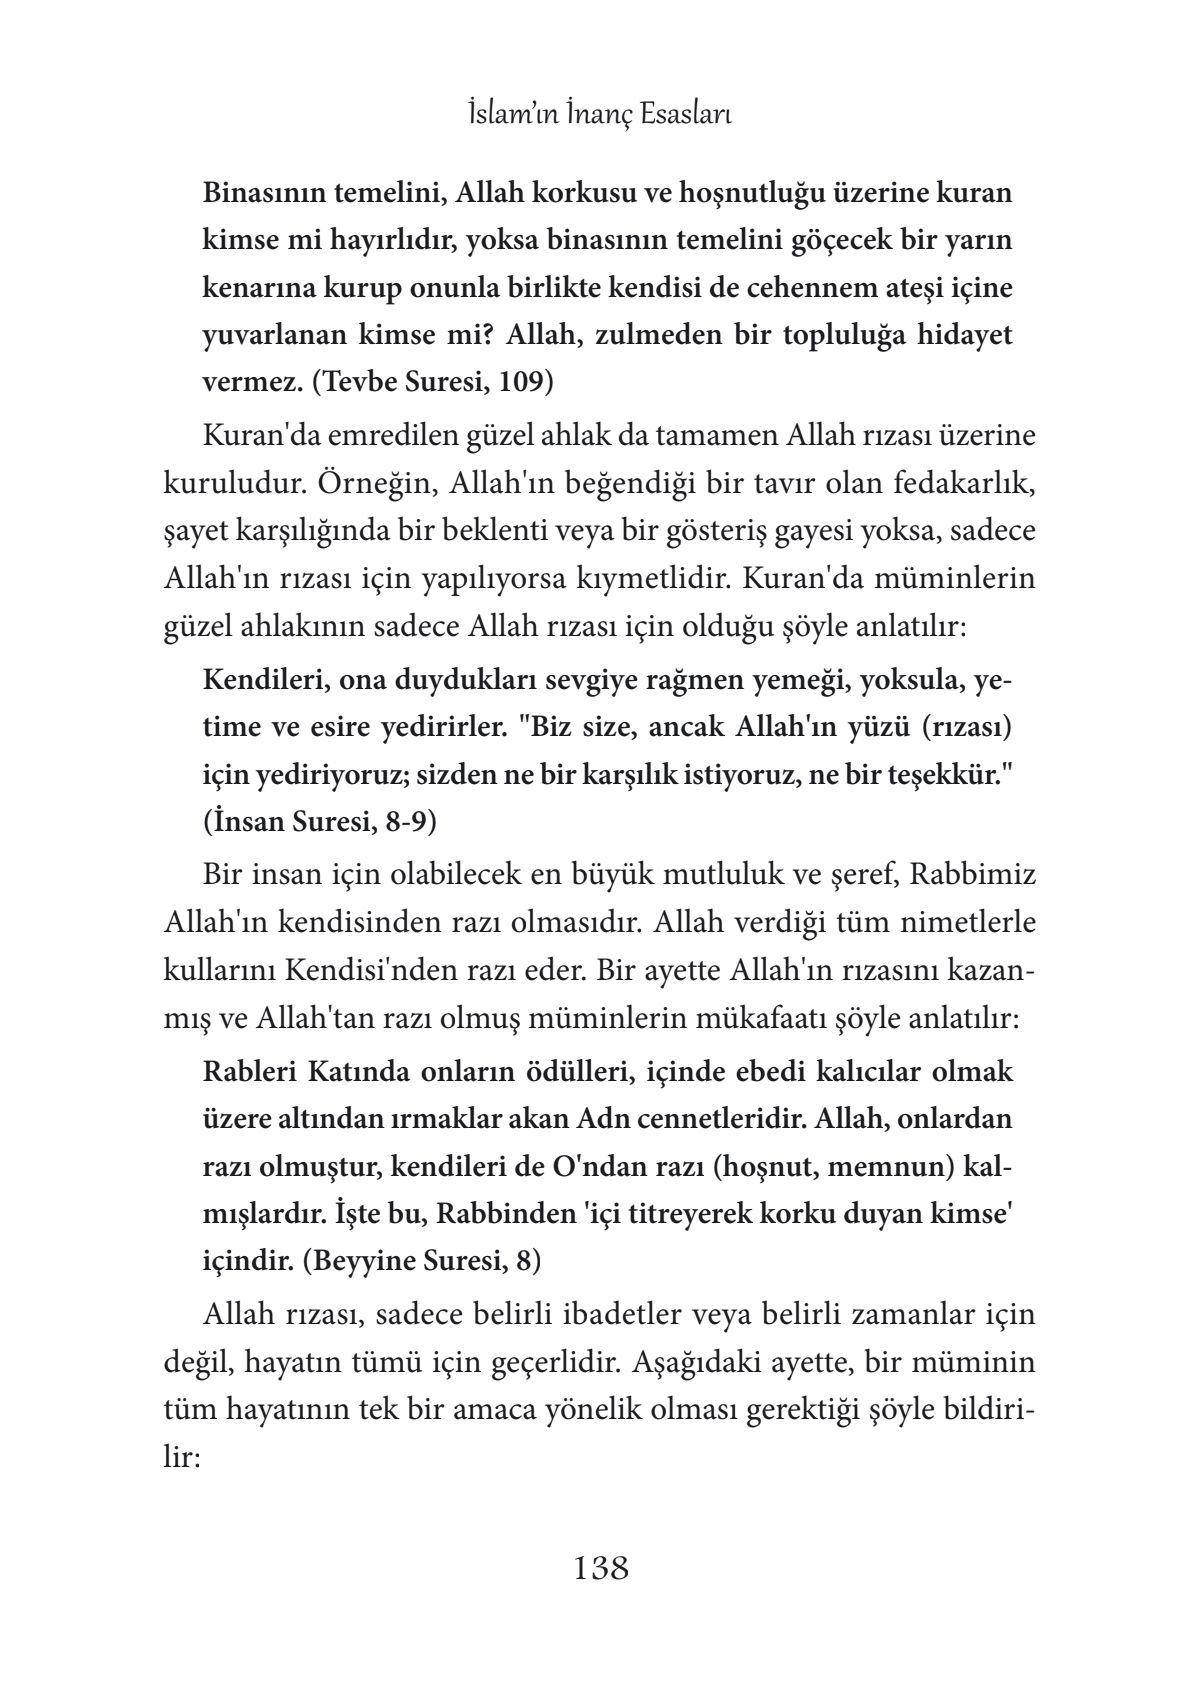 İslam’ın İnanç Esasları
Binasının temelini, Allah korkusu ve hoşnutluğu üzerine kuran
kimse mi hayırlıdır, yoksa binasının temelini göçecek bir yarın
kenarına kurup onunla birlikte kendisi de cehennem ateşi içine
yuvarlanan kimse mi? Allah, zulmeden bir topluluğa hidayet
vermez. (Tevbe Suresi, 109)
Kuran'da emredilen güzel ahlak da tamamen Allah rızası üzerine
kuruludur. Örneğin, Allah'ın beğendiği bir tavır olan fedakarlık,
şayet karşılığında bir beklenti veya bir gösteriş gayesi yoksa, sadece
Allah'ın rızası için yapılıyorsa kıymetlidir. Kuran'da müminlerin
güzel ahlakının sadece Allah rızası için olduğu şöyle anlatılır:
Kendileri, ona duydukları sevgiye rağmen yemeği, yoksula, ye-
time ve esire yedirirler. "Biz size, ancak Allah'ın yüzü (rızası)
için yediriyoruz; sizden ne bir karşılık istiyoruz, ne bir teşekkür."
(İnsan Suresi, 8-9)
Bir insan için olabilecek en büyük mutluluk ve şeref, Rabbimiz
Allah'ın kendisinden razı olmasıdır. Allah verdiği tüm nimetlerle
kullarını Kendisi'nden razı eder. Bir ayette Allah'ın rızasını kazan-
mış ve Allah'tan razı olmuş müminlerin mükafaatı şöyle anlatılır:
Rableri Katında onların ödülleri, içinde ebedi kalıcılar olmak
üzere altından ırmaklar akan Adn cennetleridir. Allah, onlardan
razı olmuştur, kendileri de O'ndan razı (hoşnut, memnun) kal-
mışlardır. İşte bu, Rabbinden 'içi titreyerek korku duyan kimse'
içindir. (Beyyine Suresi, 8)
Allah rızası, sadece belirli ibadetler veya belirli zamanlar için
değil, hayatın tümü için geçerlidir. Aşağıdaki ayette, bir müminin
tüm hayatının tek bir amaca yönelik olması gerektiği şöyle bildiri-
lir:
138